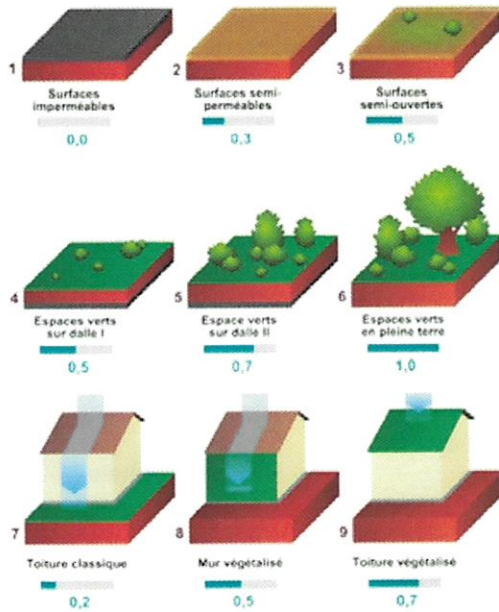 1
Surfaces
imperméables
0,0
2
Surfaces semi-
perméables
0,3
3
Surfaces
semi-ouvertes
0,5
4
Espaces verts
sur dalle I
0,5
5
Espace verts
sur dalle II
0,7
6
Espaces verts
en pleine terre
1,0
7
Toiture classique
0,2
8
Mur végétalisé
0,5
9
Toiture végétalisé
0,7